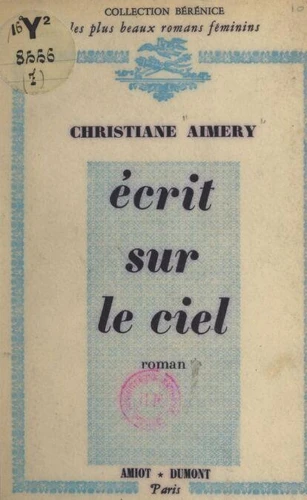 COLLECTION BÉRÉNICE
les plus beaux romans féminins
16 Y²
8556
(1)
CHRISTIANE AIMERY
écrit
sur
le ciel
roman
AMIOT ★ DUMONT
Paris